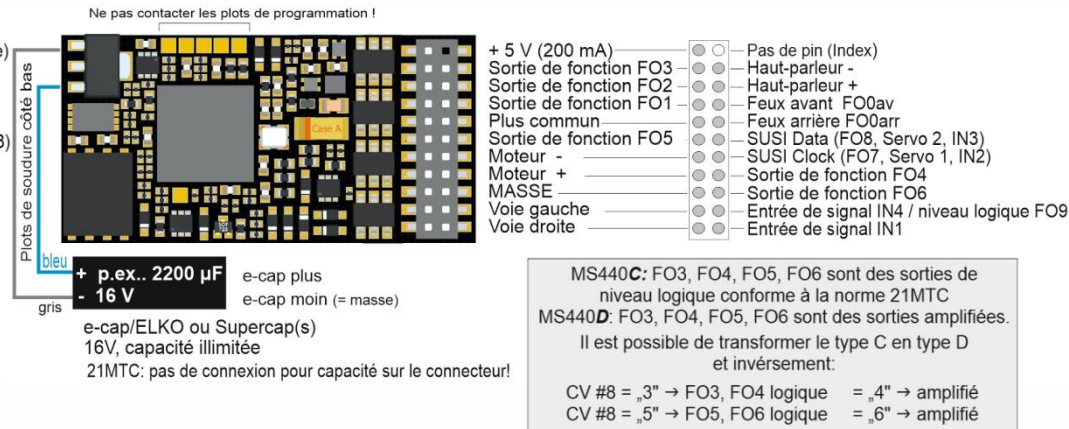 Ne pas contacter les plots de programmation !
e)
3)
Plots de soudure côté bas
Case A
bleu
gris
+ p.ex.. 2200 µF
- 16 V
e-cap plus
e-cap moin (= masse)
e-cap/ELKO ou Supercap(s)
16V, capacité illimitée
21MTC: pas de connexion pour capacité sur le connecteur!
+ 5 V (200 mA)
Sortie de fonction FO3
Sortie de fonction FO2
Sortie de fonction FO1
Plus commun
Sortie de fonction FO5
Moteur -
Moteur +
MASSE
Voie gauche
Voie droite
Pas de pin (Index)
Haut-parleur -
Haut-parleur +
Feux avant FO0av
Feux arrière FO0arr
SUSI Data (FO8, Servo 2, IN3)
SUSI Clock (FO7, Servo 1, IN2)
Sortie de fonction FO4
Sortie de fonction FO6
Entrée de signal IN4 / niveau logique FO9
Entrée de signal IN1
MS440C: FO3, FO4, FO5, FO6 sont des sorties de
niveau logique conforme à la norme 21MTC
MS440D: FO3, FO4, FO5, FO6 sont des sorties amplifiées.
Il est possible de transformer le type C en type D
et invérsement:
CV #8 = „3" → FO3, FO4 logique = „4" → amplifié
CV #8 = „5" → FO5, FO6 logique = „6" → amplifié